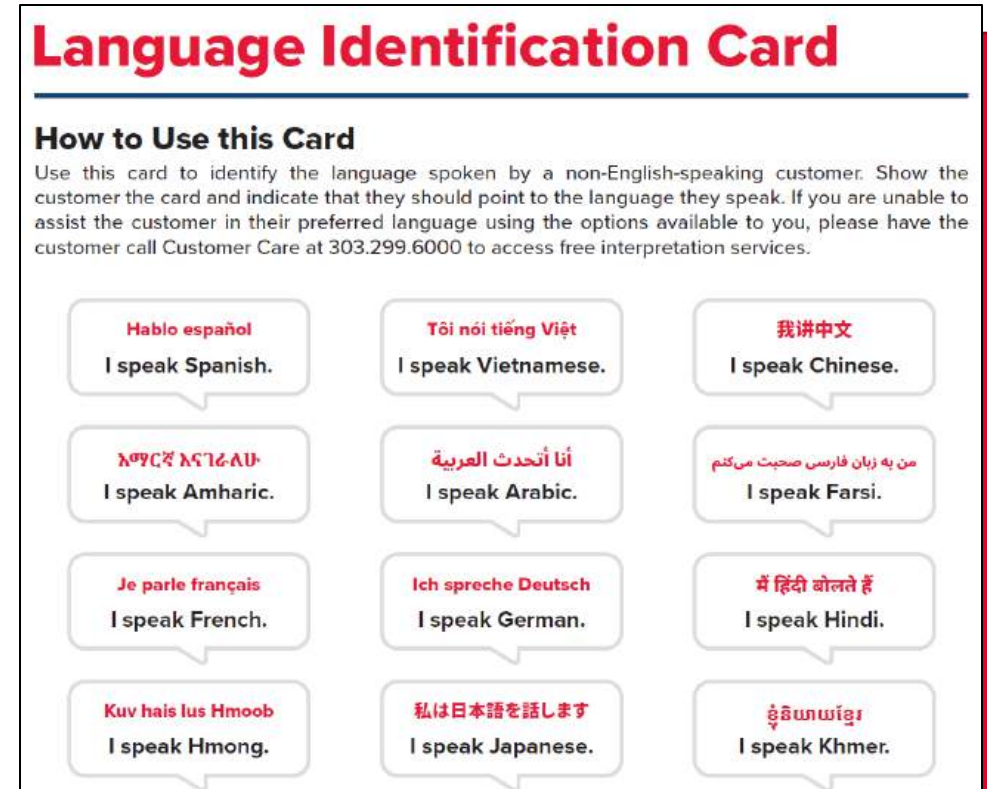 Language Identification Card
How to Use this Card
Use this card to identify the language spoken by a non-English-speaking customer. Show the
customer the card and indicate that they should point to the language they speak. If you are unable to
assist the customer in their preferred language using the options available to you, please have the
customer call Customer Care at 303.299.6000 to access free interpretation services.
Hablo español
I speak Spanish.
Tôi nói tiếng Việt
I speak Vietnamese.
我讲中文
I speak Chinese.
አማርኛ እናገራለሁ
I speak Amharic.
أنا أتحدث العربية
I speak Arabic.
من به زبان فارسی صحبت می‌کنم
I speak Farsi.
Je parle français
I speak French.
Ich spreche Deutsch
I speak German.
मैं हिंदी बोलते हैं
I speak Hindi.
Kuv hais lus Hmoob
I speak Hmong.
私は日本語を話します
I speak Japanese.
ខ្ញុំនិយាយខ្មែរ
I speak Khmer.